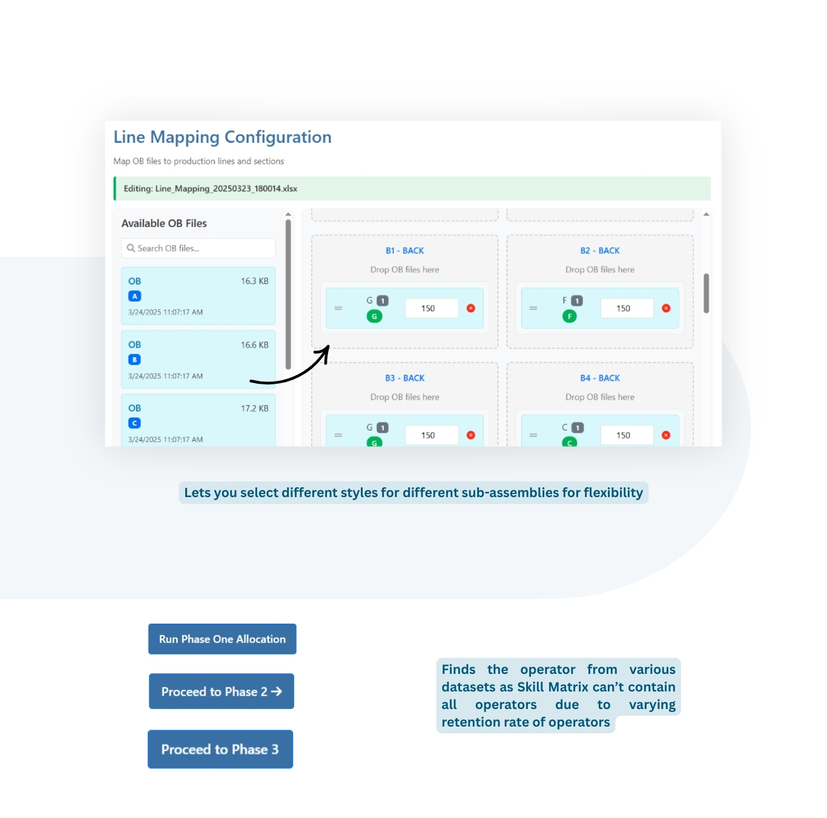 Line Mapping Configuration
Map OB files to production lines and sections
Editing: Line_Mapping_20250323_180014.xlsx
Available OB Files
Search OB files...
OB 16.3 KB
A
3/24/2025 11:07:17 AM
OB 16.6 KB
B
3/24/2025 11:07:17 AM
OB 17.2 KB
C
3/24/2025 11:07:17 AM
B1 - BACK
Drop OB files here
G 1
G
150
B2 - BACK
Drop OB files here
F 1
F
150
B3 - BACK
Drop OB files here
G 1
G
150
B4 - BACK
Drop OB files here
C 1
C
150
Lets you select different styles for different sub-assemblies for flexibility
Run Phase One Allocation
Proceed to Phase 2 →
Proceed to Phase 3
Finds the operator from various
datasets as Skill Matrix can’t contain
all operators due to varying
retention rate of operators